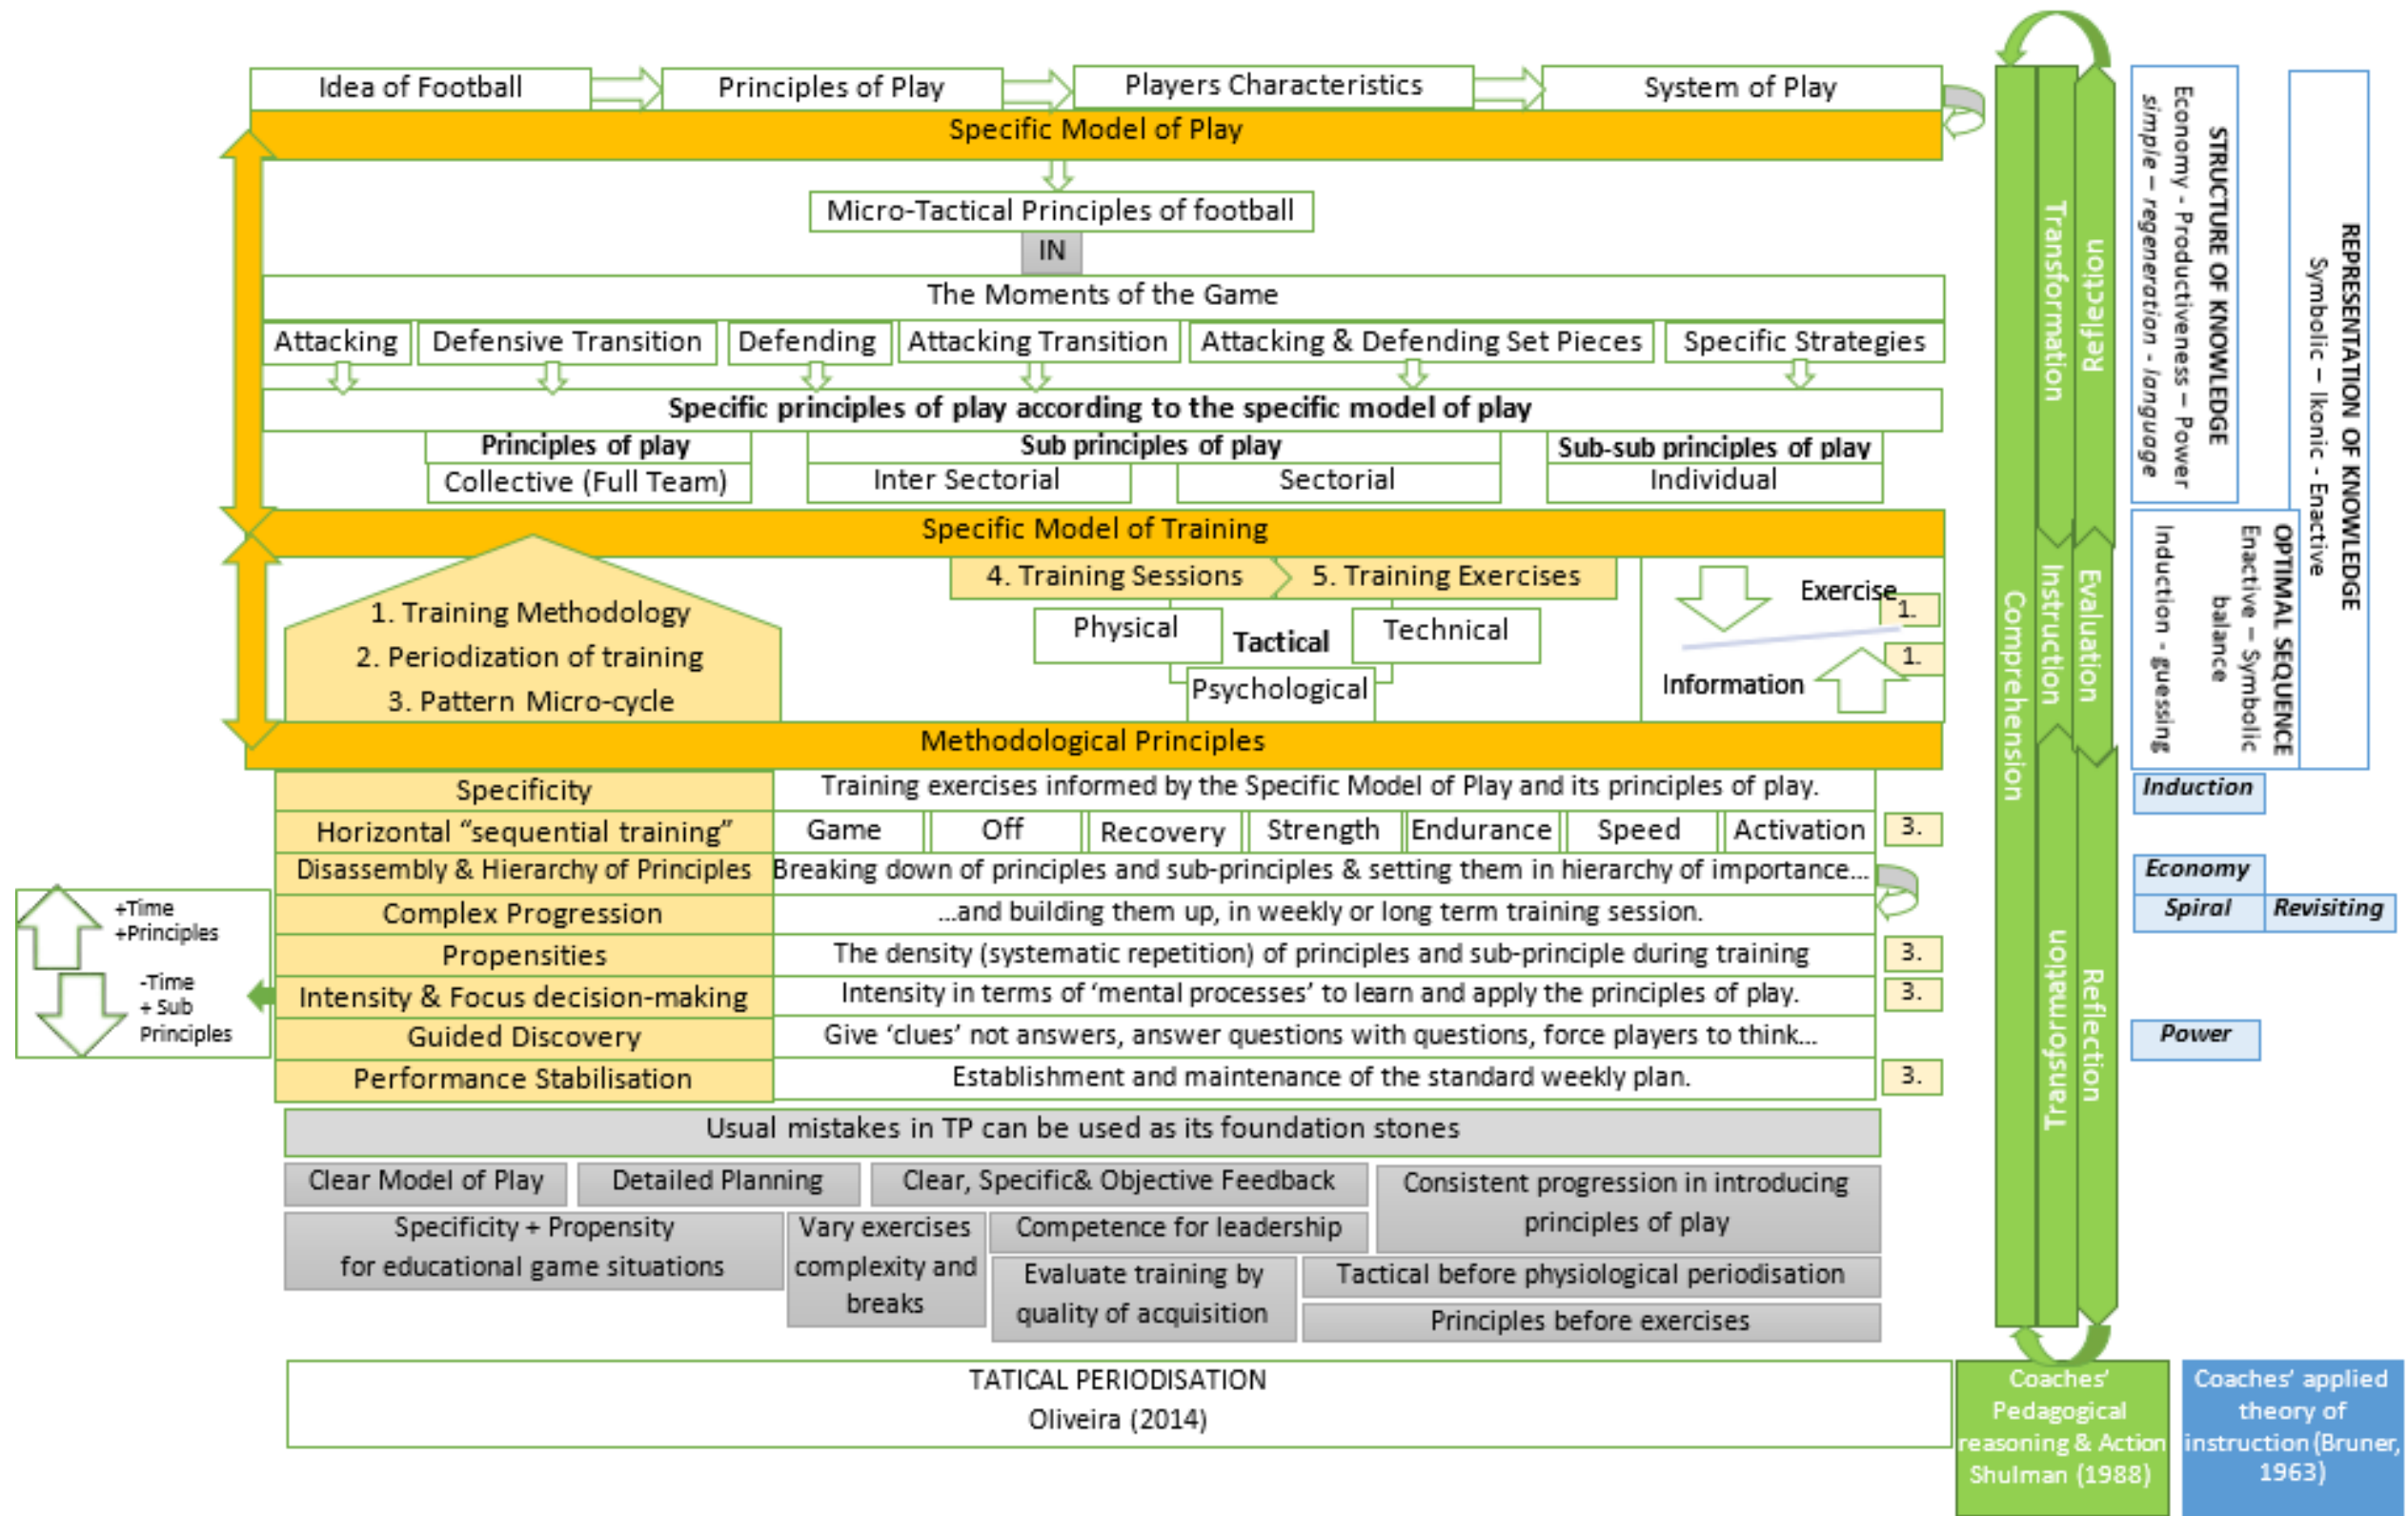 Idea of Football
Principles of Play
Players Characteristics
System of Play
Specific Model of Play
Micro-Tactical Principles of football
IN
The Moments of the Game
Attacking
Defensive Transition
Defending
Attacking Transition
Attacking & Defending Set Pieces
Specific Strategies
Specific principles of play according to the specific model of play
Principles of play
Sub principles of play
Sub-sub principles of play
Collective (Full Team)
Inter Sectorial
Sectorial
Individual
Specific Model of Training
1. Training Methodology
2. Periodization of training
3. Pattern Micro-cycle
4. Training Sessions
5. Training Exercises
Physical
Tactical
Technical
Psychological
Exercise
1.
1.
Information
Methodological Principles
Specificity
Training exercises informed by the Specific Model of Play and its principles of play.
Horizontal “sequential training”
Game
Off
Recovery
Strength
Endurance
Speed
Activation
3.
Disassembly & Hierarchy of Principles
Breaking down of principles and sub-principles & setting them in hierarchy of importance...
Complex Progression
...and building them up, in weekly or long term training session.
Propensities
The density (systematic repetition) of principles and sub-principle during training
3.
Intensity & Focus decision-making
Intensity in terms of ‘mental processes’ to learn and apply the principles of play.
3.
Guided Discovery
Give ‘clues’ not answers, answer questions with questions, force players to think...
Performance Stabilisation
Establishment and maintenance of the standard weekly plan.
3.
+Time
+Principles
-Time
+ Sub
Principles
Usual mistakes in TP can be used as its foundation stones
Clear Model of Play
Detailed Planning
Clear, Specific& Objective Feedback
Consistent progression in introducing
principles of play
Specificity + Propensity
for educational game situations
Vary exercises
complexity and
breaks
Competence for leadership
Evaluate training by
quality of acquisition
Tactical before physiological periodisation
Principles before exercises
TATICAL PERIODISATION
Oliveira (2014)
Comprehension
Transformation
Instruction
Transformation
Reflection
Evaluation
Reflection
Coaches’
Pedagogical
reasoning & Action
Shulman (1988)
STRUCTURE OF KNOWLEDGE
Economy - Productiveness – Power
simple – regeneration - language
REPRESENTATION OF KNOWLEDGE
Symbolic – Ikonic - Enactive
OPTIMAL SEQUENCE
Enactive – Symbolic
balance
Induction - guessing
Induction
Economy
Spiral
Revisiting
Power
Coaches’ applied
theory of
instruction (Bruner,
1963)